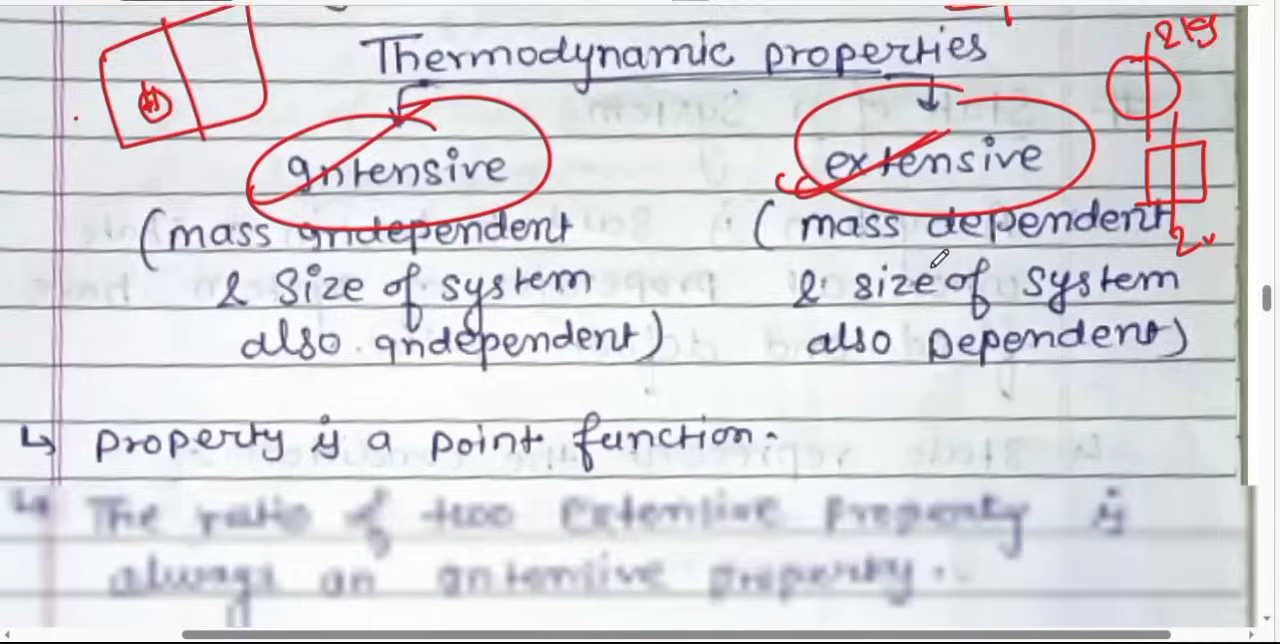 Thermodynamic properties
Intensive extensive
(mass independent (mass dependent
& Size of system & size of system
also independent) also Dependent)
↳ property is a point function.
↳ The ratio of two extensive property is
always an intensive property.
2kg